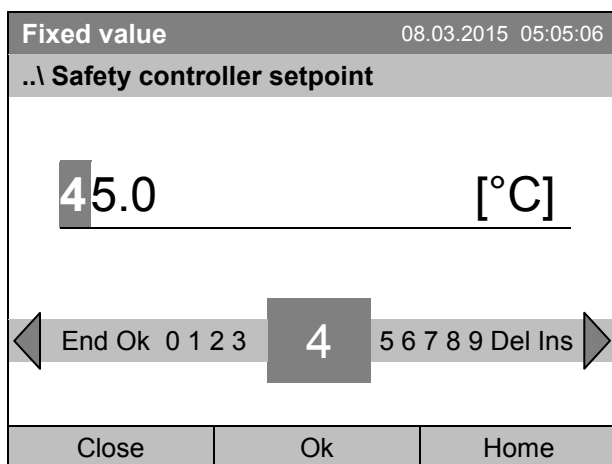 Fixed value 08.03.2015 05:05:06
..\ Safety controller setpoint
45.0 [°C]
End Ok 0 1 2 3 4 5 6 7 8 9 Del Ins
Close Ok Home